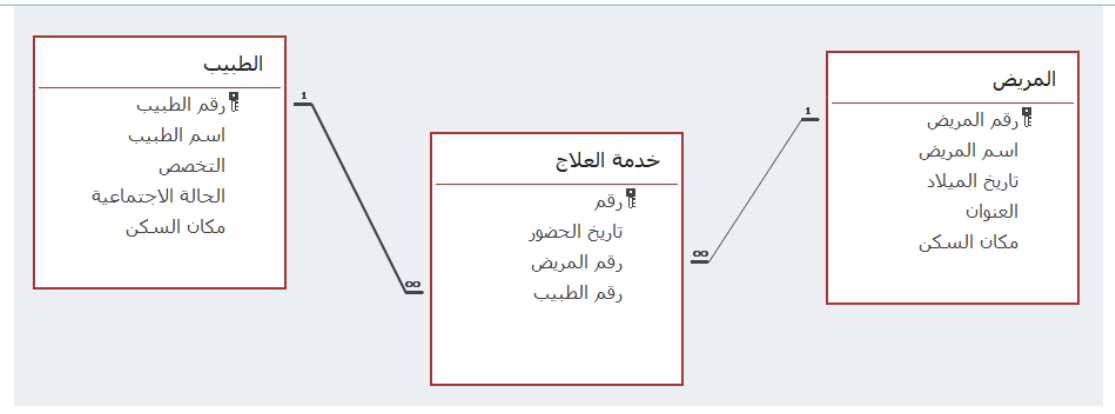 المريض
رقم المريض
اسم المريض
تاريخ الميلاد
العنوان
مكان السكن
1
∞
خدمة العلاج
رقم
تاريخ الحضور
رقم المريض
رقم الطبيب
∞
1
الطبيب
رقم الطبيب
اسم الطبيب
التخصص
الحالة الاجتماعية
مكان السكن